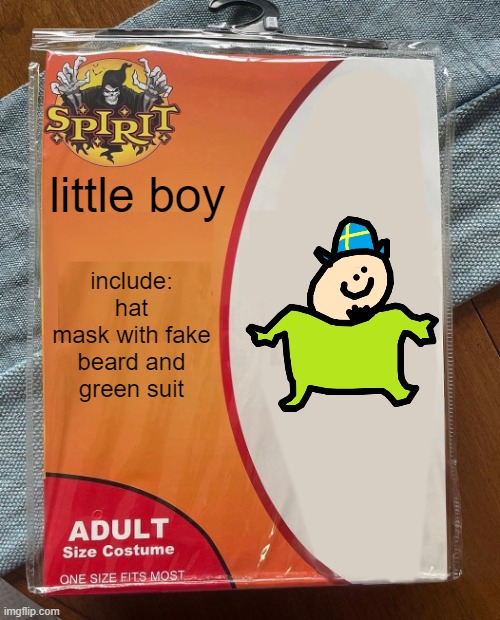 SPIRIT
little boy
include:
hat
mask with fake
beard and
green suit
ADULT
Size Costume
ONE SIZE FITS MOST
imgflip.com